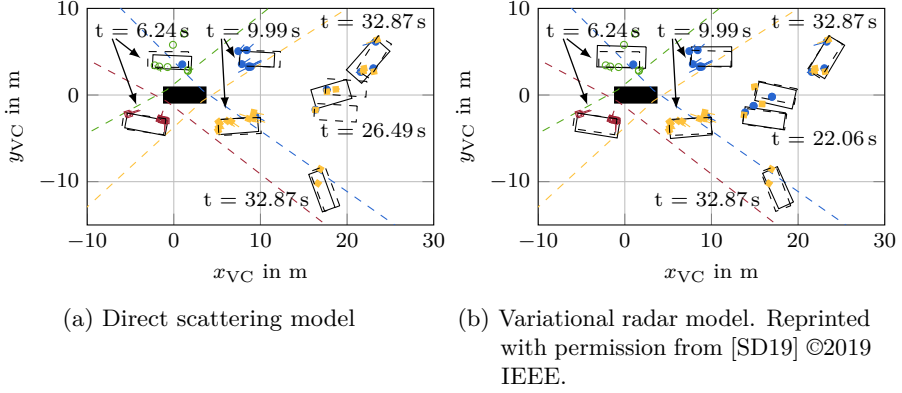 10
0
−10
y_VC in m
t = 6.24 s
t = 9.99 s
t = 32.87 s
t = 26.49 s
t = 32.87 s
−10
0
10
20
30
x_VC in m
(a) Direct scattering model
10
0
−10
y_VC in m
t = 6.24 s
t = 9.99 s
t = 32.87 s
t = 22.06 s
t = 32.87 s
−10
0
10
20
30
x_VC in m
(b) Variational radar model. Reprinted
with permission from [SD19] ©2019
IEEE.